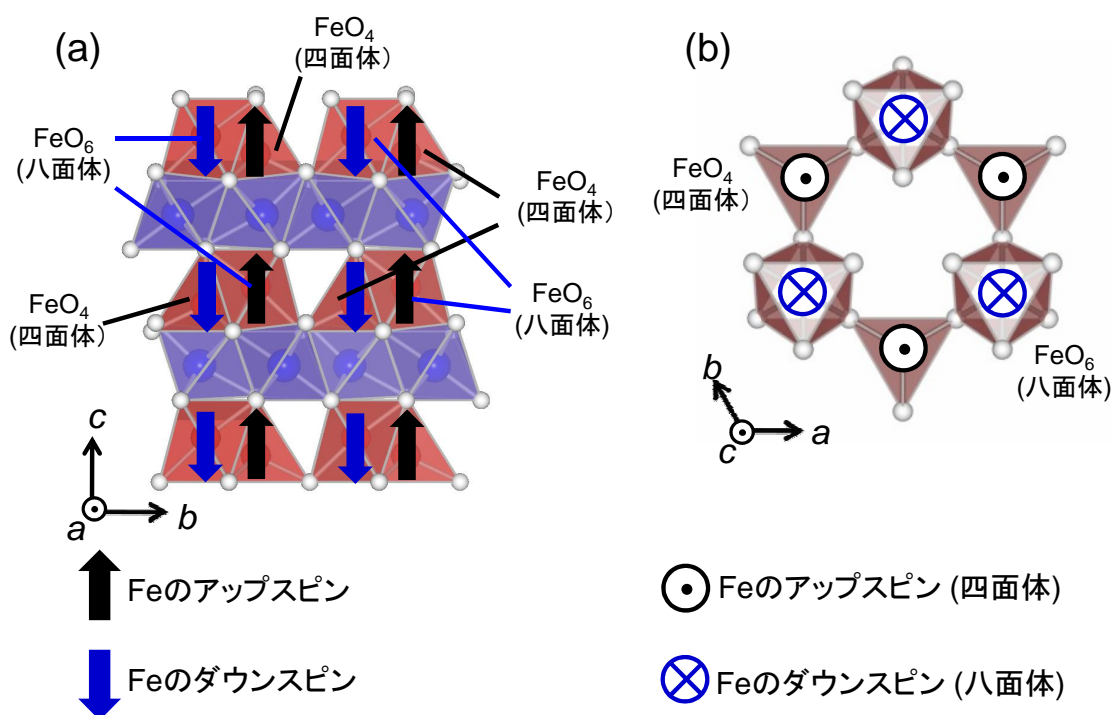 (a)
FeO4
(四面体)
FeO6
(八面体)
FeO4
(四面体)
FeO4
(四面体)
FeO6
(八面体)
c
a
b
Feのアップスピン
Feのダウンスピン
(b)
FeO4
(四面体)
FeO6
(八面体)
b
c
a
Feのアップスピン (四面体)
Feのダウンスピン (八面体)